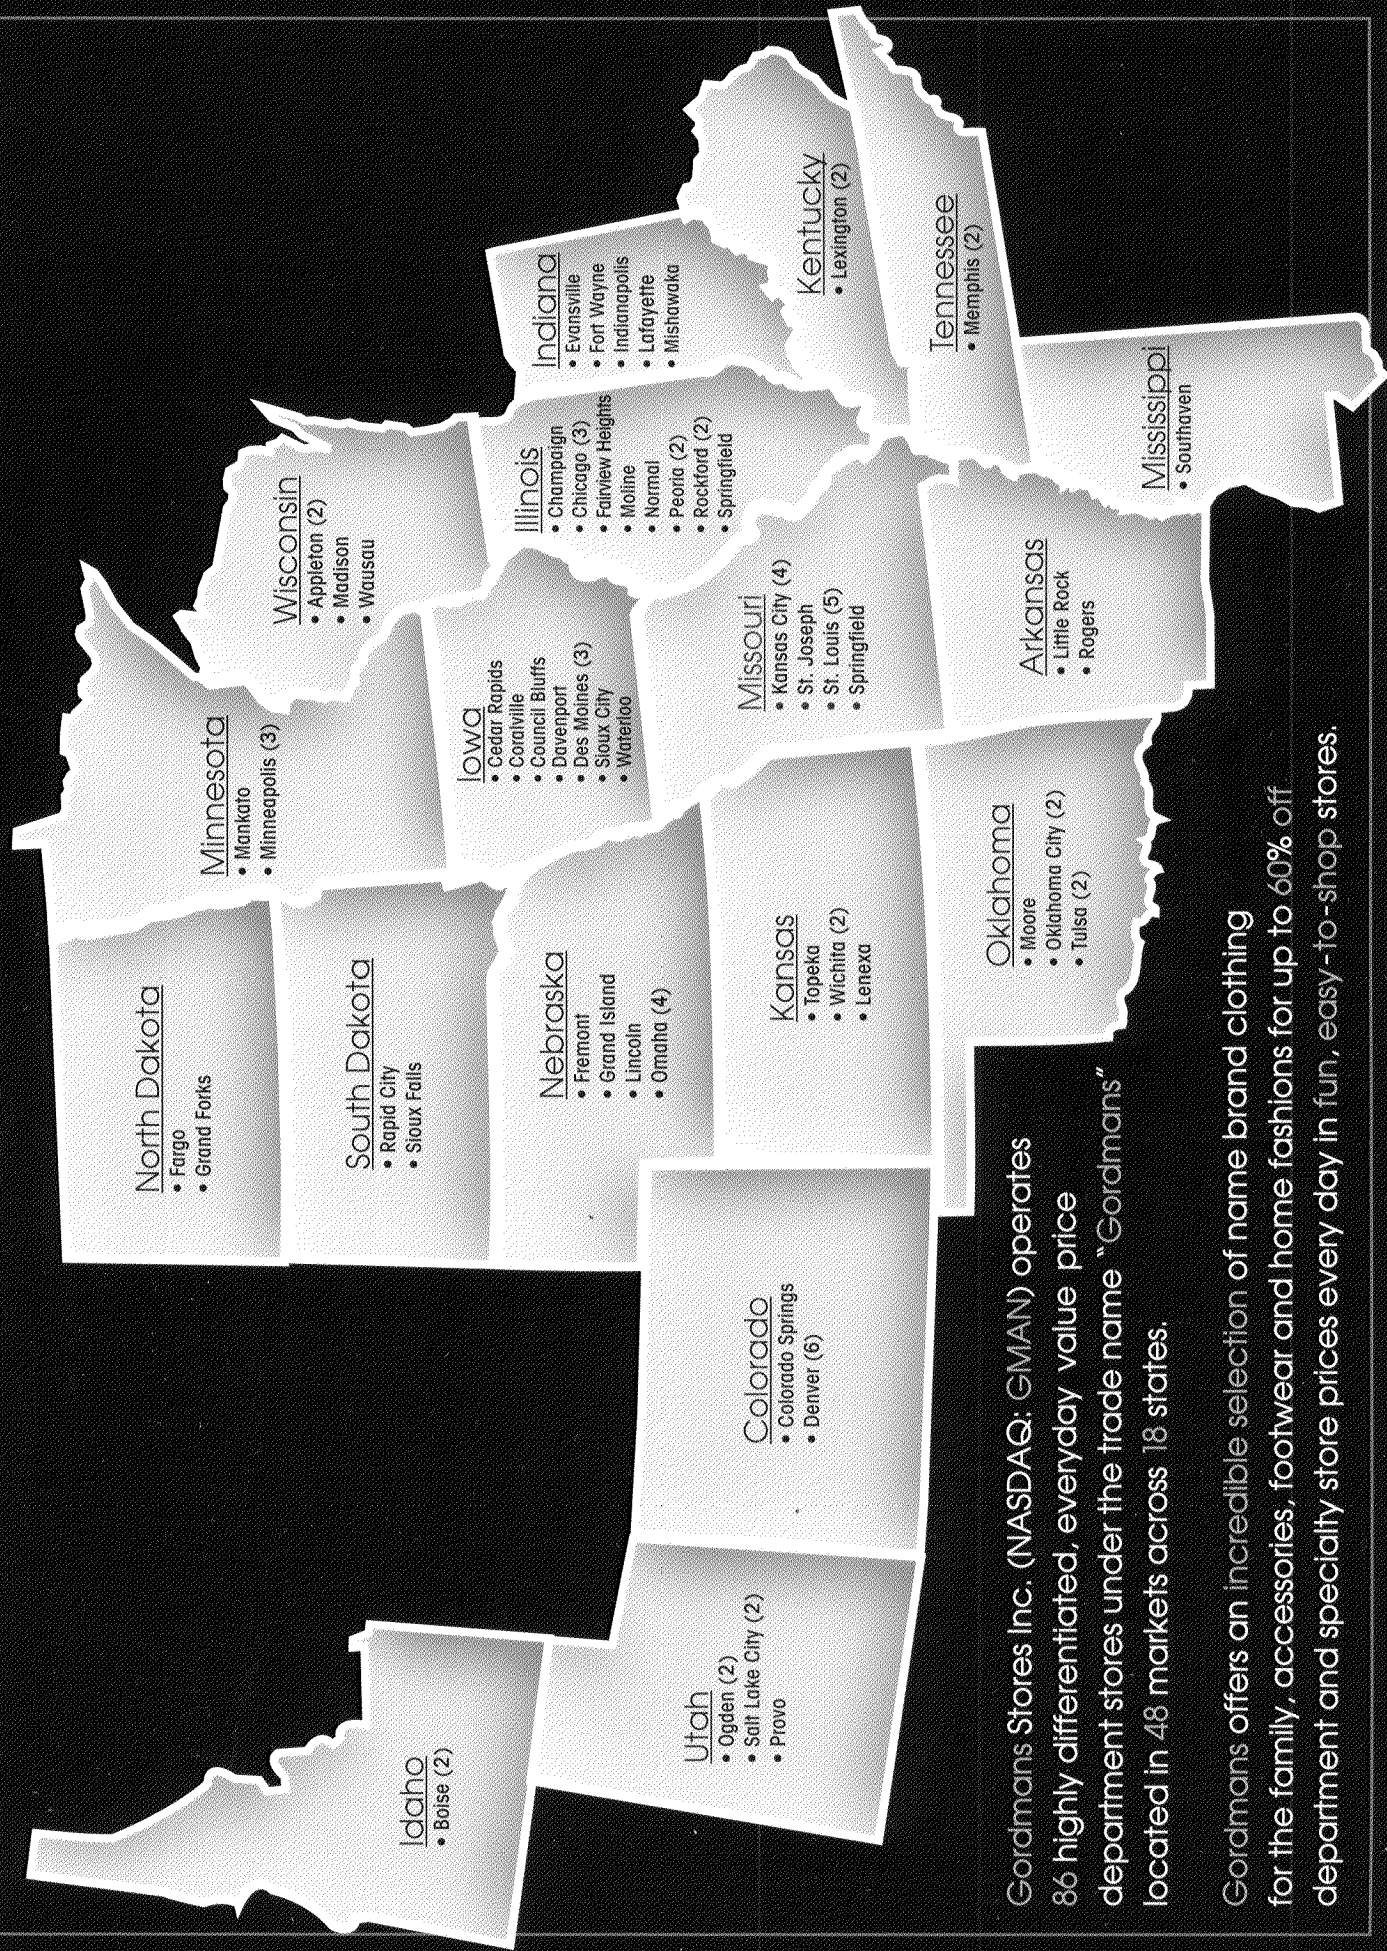 North Dakota
• Fargo
• Grand Forks
South Dakota
• Rapid City
• Sioux Falls
Nebraska
• Fremont
• Grand Island
• Lincoln
• Omaha (4)
Kansas
• Topeka
• Wichita (2)
• Lenexa
Oklahoma
• Moore
• Oklahoma City (2)
• Tulsa (2)
Minnesota
• Mankato
• Minneapolis (3)
Iowa
• Cedar Rapids
• Coralville
• Council Bluffs
• Davenport
• Des Moines (3)
• Sioux City
• Waterloo
Missouri
• Kansas City (4)
• St. Joseph
• St. Louis (5)
• Springfield
Arkansas
• Little Rock
• Rogers
Wisconsin
• Appleton (2)
• Madison
• Wausau
Illinois
• Champaign
• Chicago (3)
• Fairview Heights
• Moline
• Normal
• Peoria (2)
• Rockford (2)
• Springfield
Indiana
• Evansville
• Fort Wayne
• Indianapolis
• Lafayette
• Mishawaka
Kentucky
• Lexington (2)
Tennessee
• Memphis (2)
Mississippi
• Southaven
Idaho
• Boise (2)
Utah
• Ogden (2)
• Salt Lake City (2)
• Provo
Colorado
• Colorado Springs
• Denver (6)
Gordmans Stores Inc. (NASDAQ: GMAN) operates
86 highly differentiated, everyday value price
department stores under the trade name "Gordmans"
located in 48 markets across 18 states.
Gordmans offers an incredible selection of name brand clothing
for the family, accessories, footwear and home fashions for up to 60% off
department and specialty store prices every day in fun, easy-to-shop stores.